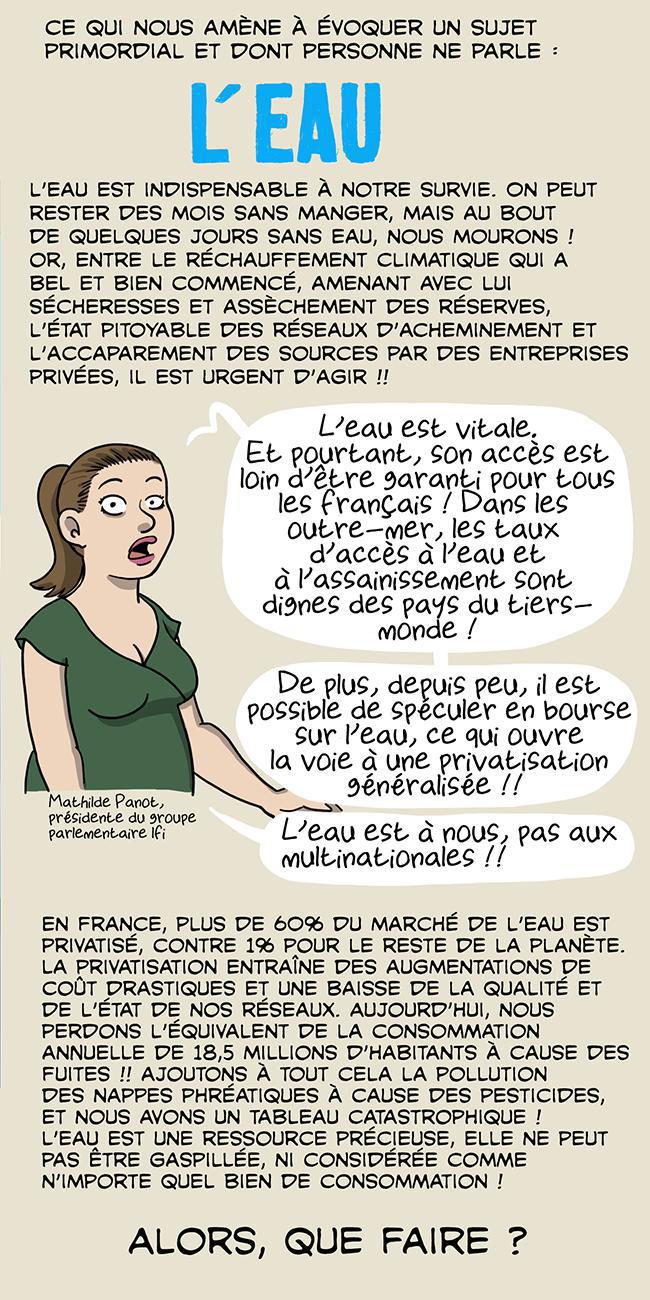 CE QUI NOUS AMÈNE À ÉVOQUER UN SUJET
PRIMORDIAL ET DONT PERSONNE NE PARLE :
L'EAU
L'EAU EST INDISPENSABLE À NOTRE SURVIE. ON PEUT
RESTER DES MOIS SANS MANGER, MAIS AU BOUT
DE QUELQUES JOURS SANS EAU, NOUS MOURONS !
OR, ENTRE LE RÉCHAUFFEMENT CLIMATIQUE QUI A
BEL ET BIEN COMMENCÉ, AMENANT AVEC LUI
SÉCHERESSES ET ASSÈCHEMENT DES RÉSERVES,
L'ÉTAT PITOYABLE DES RÉSEAUX D'ACHEMINEMENT ET
L'ACCAPAREMENT DES SOURCES PAR DES ENTREPRISES
PRIVÉES, IL EST URGENT D'AGIR !!
L'eau est vitale.
Et pourtant, son accès est
loin d'être garanti pour tous
les français ! Dans les
outre-mer, les taux
d'accès à l'eau et
à l'assainissement sont
dignes des pays du tiers-
monde !
De plus, depuis peu, il est
possible de spéculer en bourse
sur l'eau, ce qui ouvre
la voie à une privatisation
généralisée !!
Mathilde Panot,
présidente du groupe
parlementaire lfi
L'eau est à nous, pas aux
multinationales !!
EN FRANCE, PLUS DE 60% DU MARCHÉ DE L'EAU EST
PRIVATISÉ, CONTRE 1% POUR LE RESTE DE LA PLANÈTE.
LA PRIVATISATION ENTRAÎNE DES AUGMENTATIONS DE
COÛT DRASTIQUES ET UNE BAISSE DE LA QUALITÉ ET
DE L'ÉTAT DE NOS RÉSEAUX. AUJOURD'HUI, NOUS
PERDONS L'ÉQUIVALENT DE LA CONSOMMATION
ANNUELLE DE 18,5 MILLIONS D'HABITANTS À CAUSE DES
FUITES !! AJOUTONS À TOUT CELA LA POLLUTION
DES NAPPES PHRÉATIQUES À CAUSE DES PESTICIDES,
ET NOUS AVONS UN TABLEAU CATASTROPHIQUE !
L'EAU EST UNE RESSOURCE PRÉCIEUSE, ELLE NE PEUT
PAS ÊTRE GASPILLÉE, NI CONSIDÉRÉE COMME
N'IMPORTE QUEL BIEN DE CONSOMMATION !
ALORS, QUE FAIRE ?